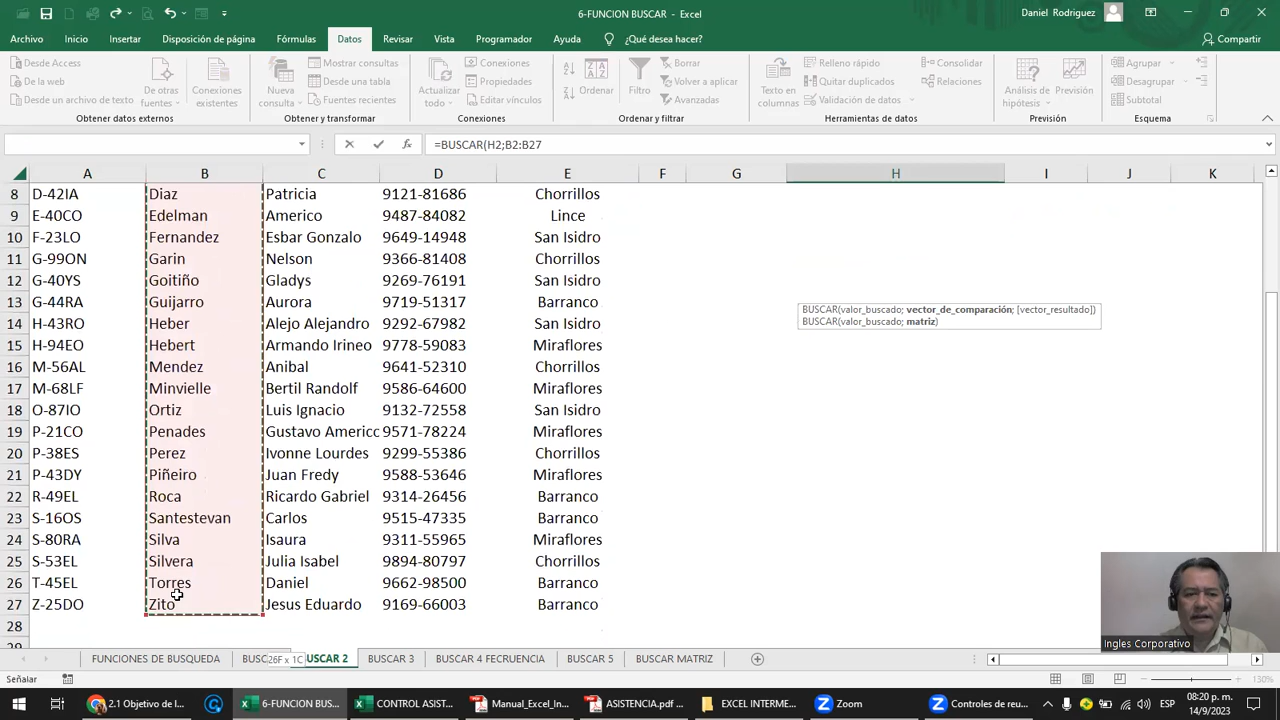 6-FUNCION BUSCAR - Excel
Daniel Rodriguez
Archivo Inicio Insertar Disposición de página Fórmulas Datos Revisar Vista Programador Ayuda ¿Qué desea hacer? Compartir
Desde Access
De la web
Desde un archivo de texto
De otras fuentes
Conexiones existentes
Obtener datos externos
Nueva consulta
Mostrar consultas
Desde una tabla
Fuentes recientes
Obtener y transformar
Actualizar todo
Conexiones
Propiedades
Editar vínculos
Conexiones
Ordenar
Filtro
Borrar
Volver a aplicar
Avanzadas
Ordenar y filtrar
Texto en columnas
Relleno rápido
Quitar duplicados
Validación de datos
Consolidar
Relaciones
Herramientas de datos
Análisis de hipótesis
Previsión
Previsión
Agrupar
Desagrupar
Subtotal
Esquema
fx =BUSCAR(H2;B2:B27
A B C D E F G H I J K
8 D-42IA Diaz Patricia 9121-81686 Chorrillos
9 E-40CO Edelman Americo 9487-84082 Lince
10 F-23LO Fernandez Esbar Gonzalo 9649-14948 San Isidro
11 G-99ON Garin Nelson 9366-81408 Chorrillos
12 G-40YS Goitiño Gladys 9269-76191 San Isidro
13 G-44RA Guijarro Aurora 9719-51317 Barranco
14 H-43RO Heber Alejo Alejandro 9292-67982 San Isidro
15 H-94EO Hebert Armando Irineo 9778-59083 Miraflores
16 M-56AL Mendez Anibal 9641-52310 Chorrillos
17 M-68LF Minvielle Bertil Randolf 9586-64600 Miraflores
18 O-87IO Ortiz Luis Ignacio 9132-72558 San Isidro
19 P-21CO Penades Gustavo Americo 9571-78224 Miraflores
20 P-38ES Perez Ivonne Lourdes 9299-55386 Chorrillos
21 P-43DY Piñeiro Juan Fredy 9588-53646 Miraflores
22 R-49EL Roca Ricardo Gabriel 9314-26456 Barranco
23 S-16OS Santestevan Carlos 9515-47335 Barranco
24 S-80RA Silva Isaura 9311-55965 Miraflores
25 S-53EL Silvera Julia Isabel 9894-80797 Chorrillos
26 T-45EL Torres Daniel 9662-98500 Barranco
27 Z-25DO Zito Jesus Eduardo 9169-66003 Barranco
28
BUSCAR(valor_buscado; vector_de_comparación; [vector_resultado])
BUSCAR(valor_buscado; matriz)
Ingles Corporativo
FUNCIONES DE BUSQUEDA BUSC 26F x 1C USCAR 2 BUSCAR 3 BUSCAR 4 FECRUENCIA BUSCAR 5 BUSCAR MATRIZ
Señalar
130%
2.1 Objetivo de l...
6-FUNCION BUS...
CONTROL ASIST...
Manual_Excel_In...
ASISTENCIA.pdf ...
EXCEL INTERME...
Zoom
Controles de reu...
ESP
08:20 p. m.
14/9/2023